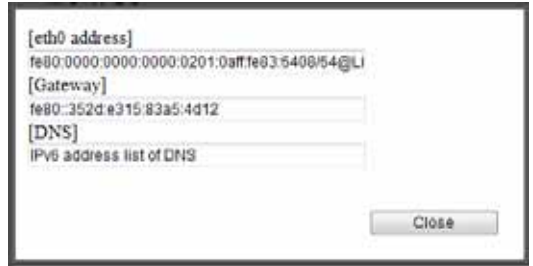 [eth0 address]
fe80:0000:0000:0000:0201:0aff:fe83:6408/64@Li
[Gateway]
fe80::352d:e315:83a5:4d12
[DNS]
IPv6 address list of DNS
Close